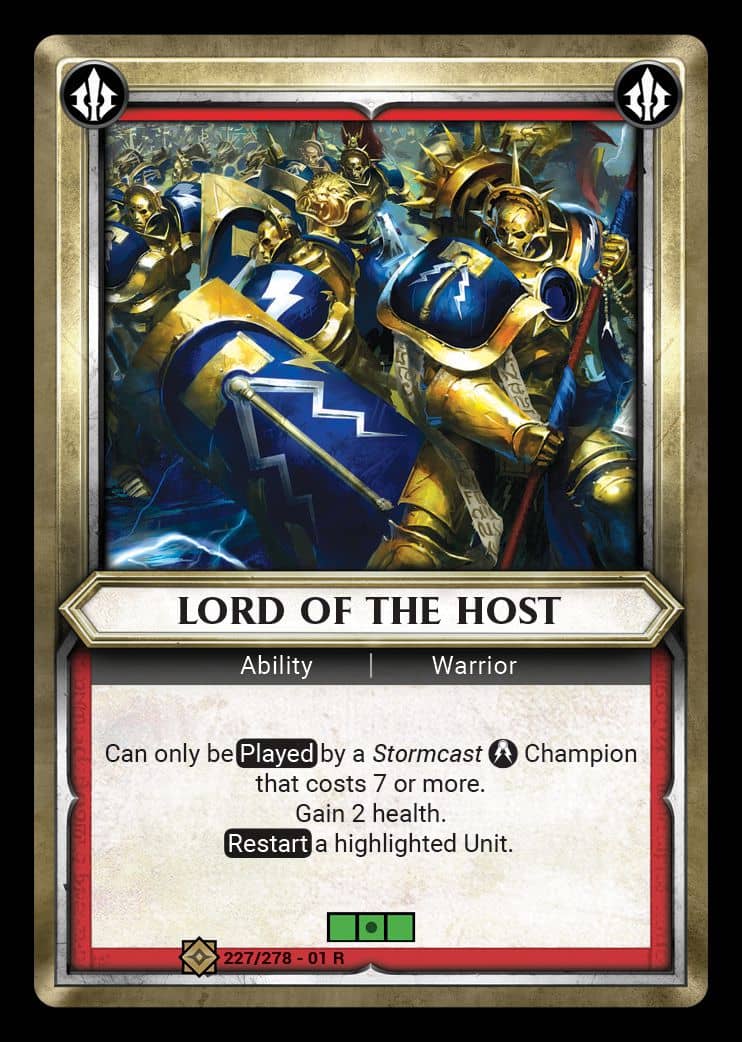 LORD OF THE HOST
Ability | Warrior
Can only be Played by a Stormcast Champion
that costs 7 or more.
Gain 2 health.
Restart a highlighted Unit.
227/278 - 01 R